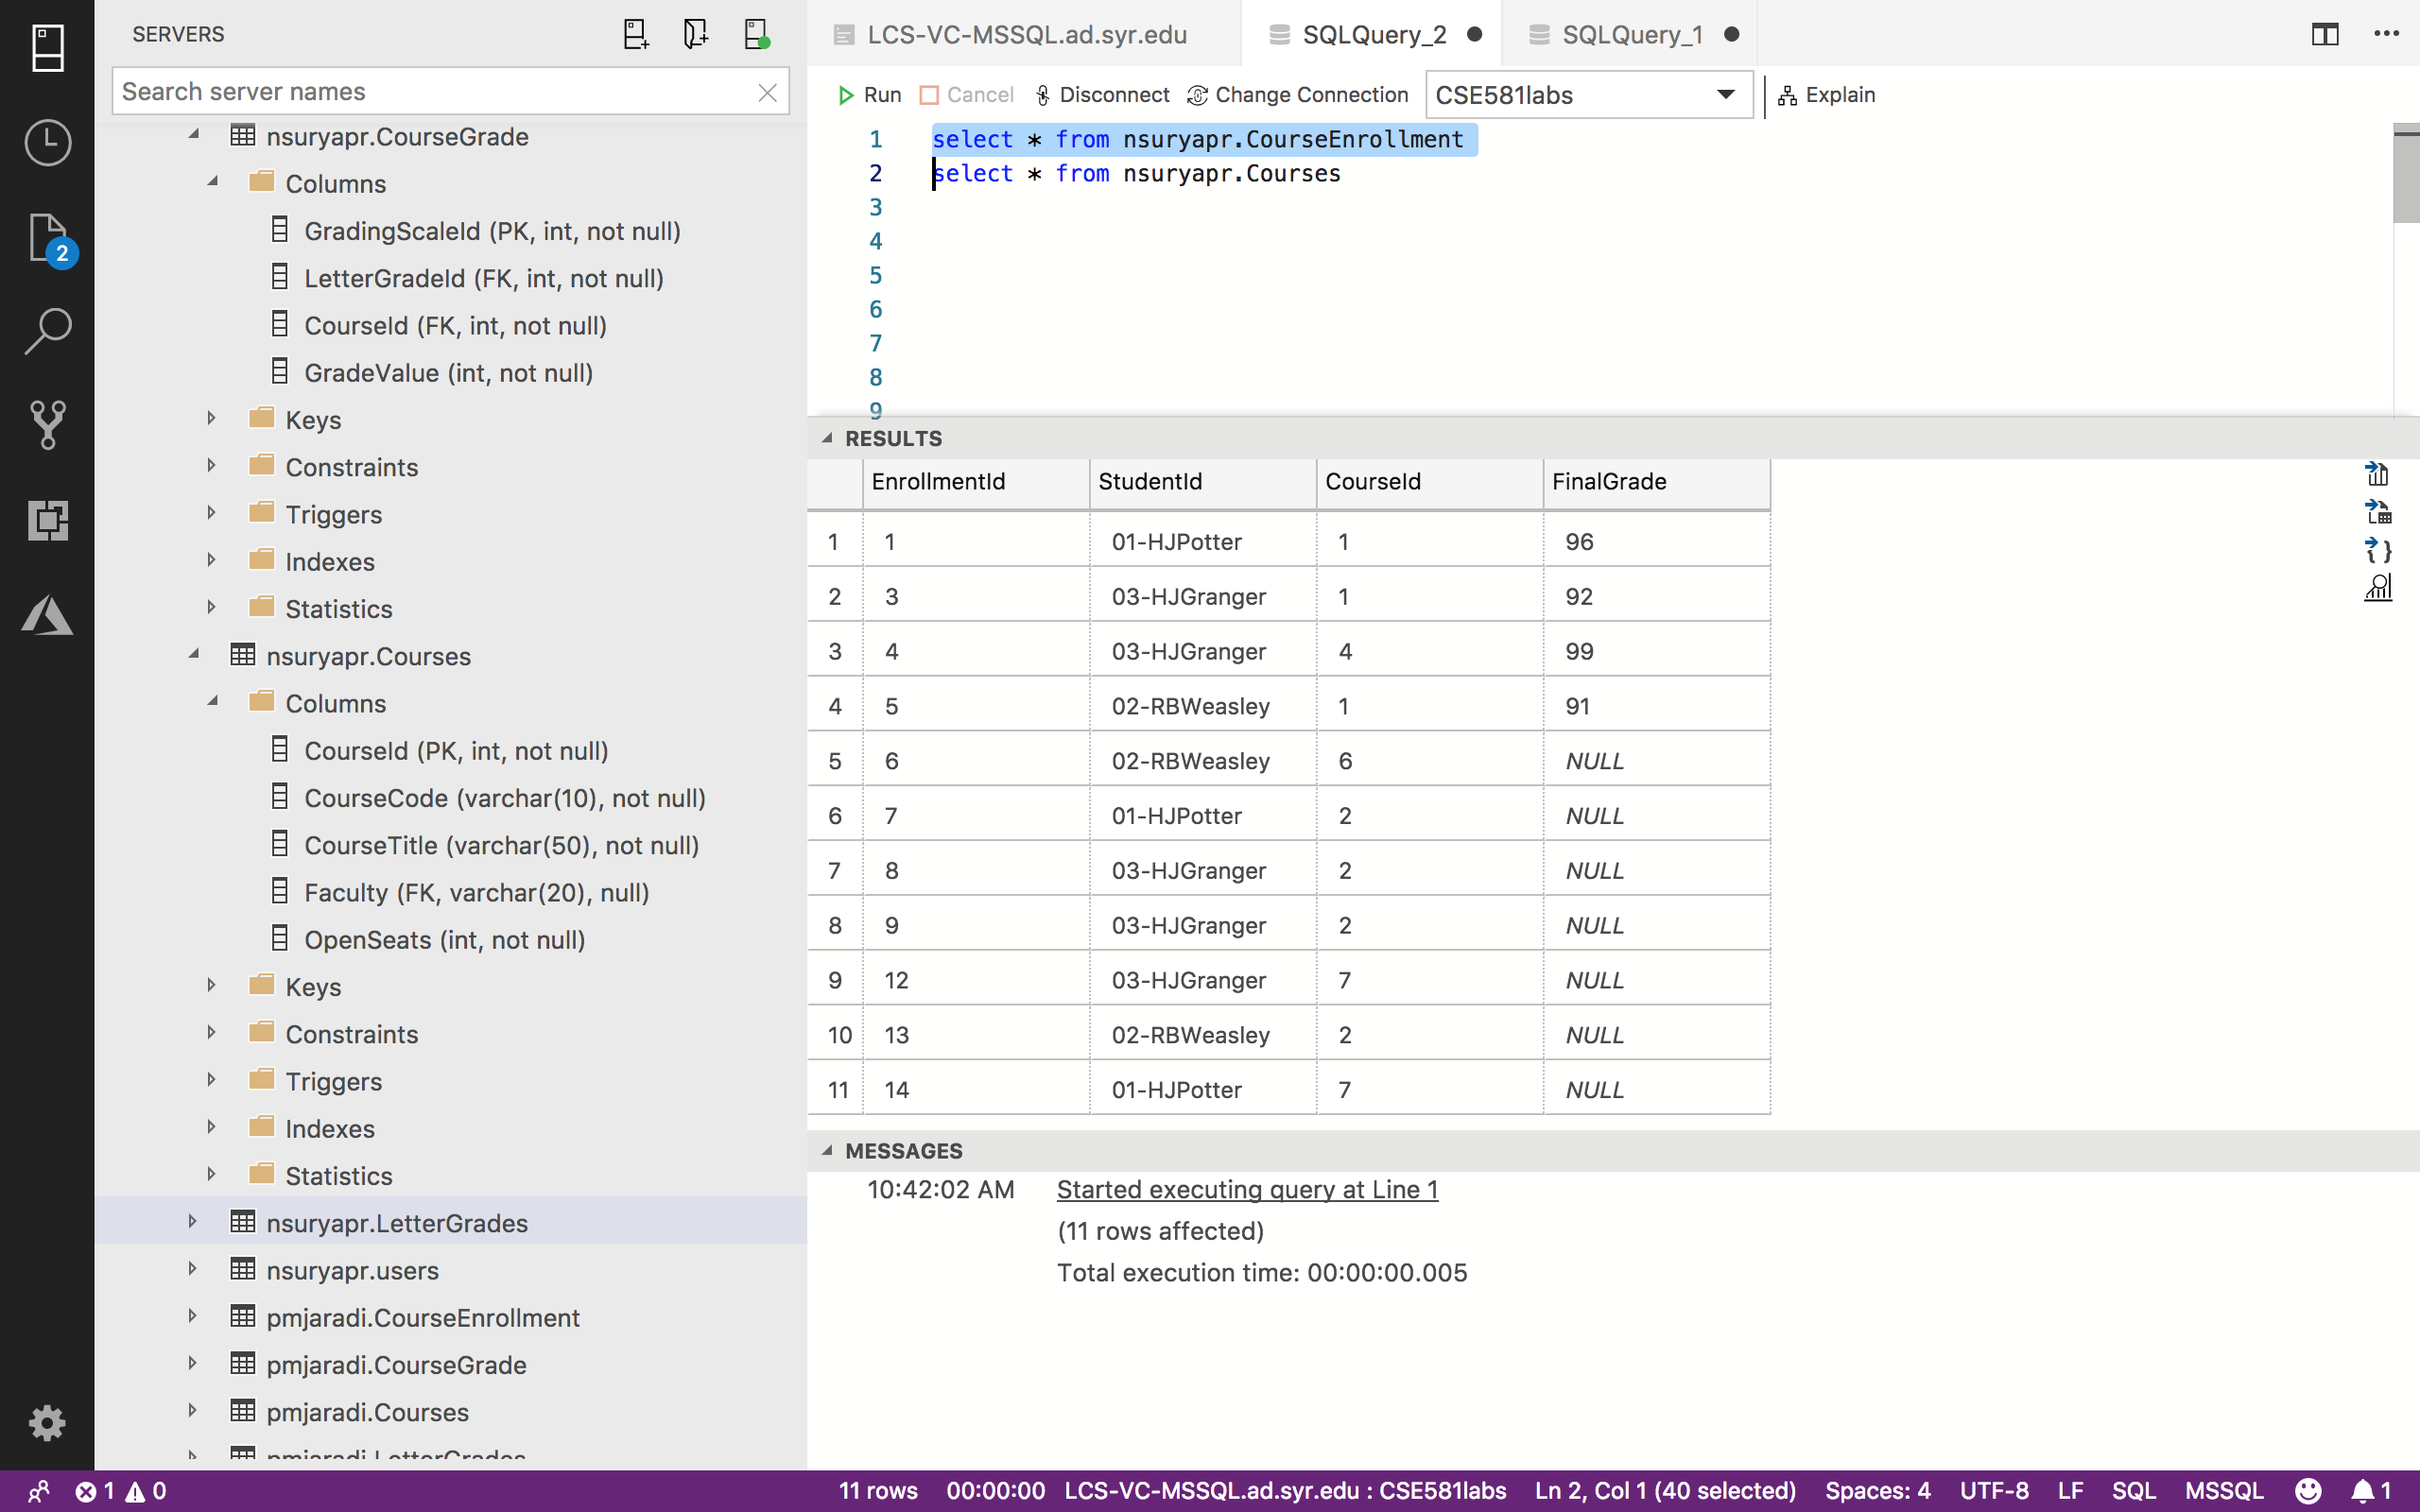 SERVERS
Search server names
nsuryapr.CourseGrade
Columns
GradingScaleId (PK, int, not null)
LetterGradeId (FK, int, not null)
CourseId (FK, int, not null)
GradeValue (int, not null)
Keys
Constraints
Triggers
Indexes
Statistics
nsuryapr.Courses
Columns
CourseId (PK, int, not null)
CourseCode (varchar(10), not null)
CourseTitle (varchar(50), not null)
Faculty (FK, varchar(20), null)
OpenSeats (int, not null)
Keys
Constraints
Triggers
Indexes
Statistics
nsuryapr.LetterGrades
nsuryapr.users
pmjaradi.CourseEnrollment
pmjaradi.CourseGrade
pmjaradi.Courses
pmjaradi.LetterGrades
2
LCS-VC-MSSQL.ad.syr.edu SQLQuery_2 SQLQuery_1
Run Cancel Disconnect Change Connection CSE581labs Explain
1 select * from nsuryapr.CourseEnrollment
2 select * from nsuryapr.Courses
3
4
5
6
7
8
9
RESULTS
EnrollmentId StudentId CourseId FinalGrade
1 1 01-HJPotter 1 96
2 3 03-HJGranger 1 92
3 4 03-HJGranger 4 99
4 5 02-RBWeasley 1 91
5 6 02-RBWeasley 6 NULL
6 7 01-HJPotter 2 NULL
7 8 03-HJGranger 2 NULL
8 9 03-HJGranger 2 NULL
9 12 03-HJGranger 7 NULL
10 13 02-RBWeasley 2 NULL
11 14 01-HJPotter 7 NULL
MESSAGES
10:42:02 AM Started executing query at Line 1
(11 rows affected)
Total execution time: 00:00:00.005
1 0 11 rows 00:00:00 LCS-VC-MSSQL.ad.syr.edu : CSE581labs Ln 2, Col 1 (40 selected) Spaces: 4 UTF-8 LF SQL MSSQL 1